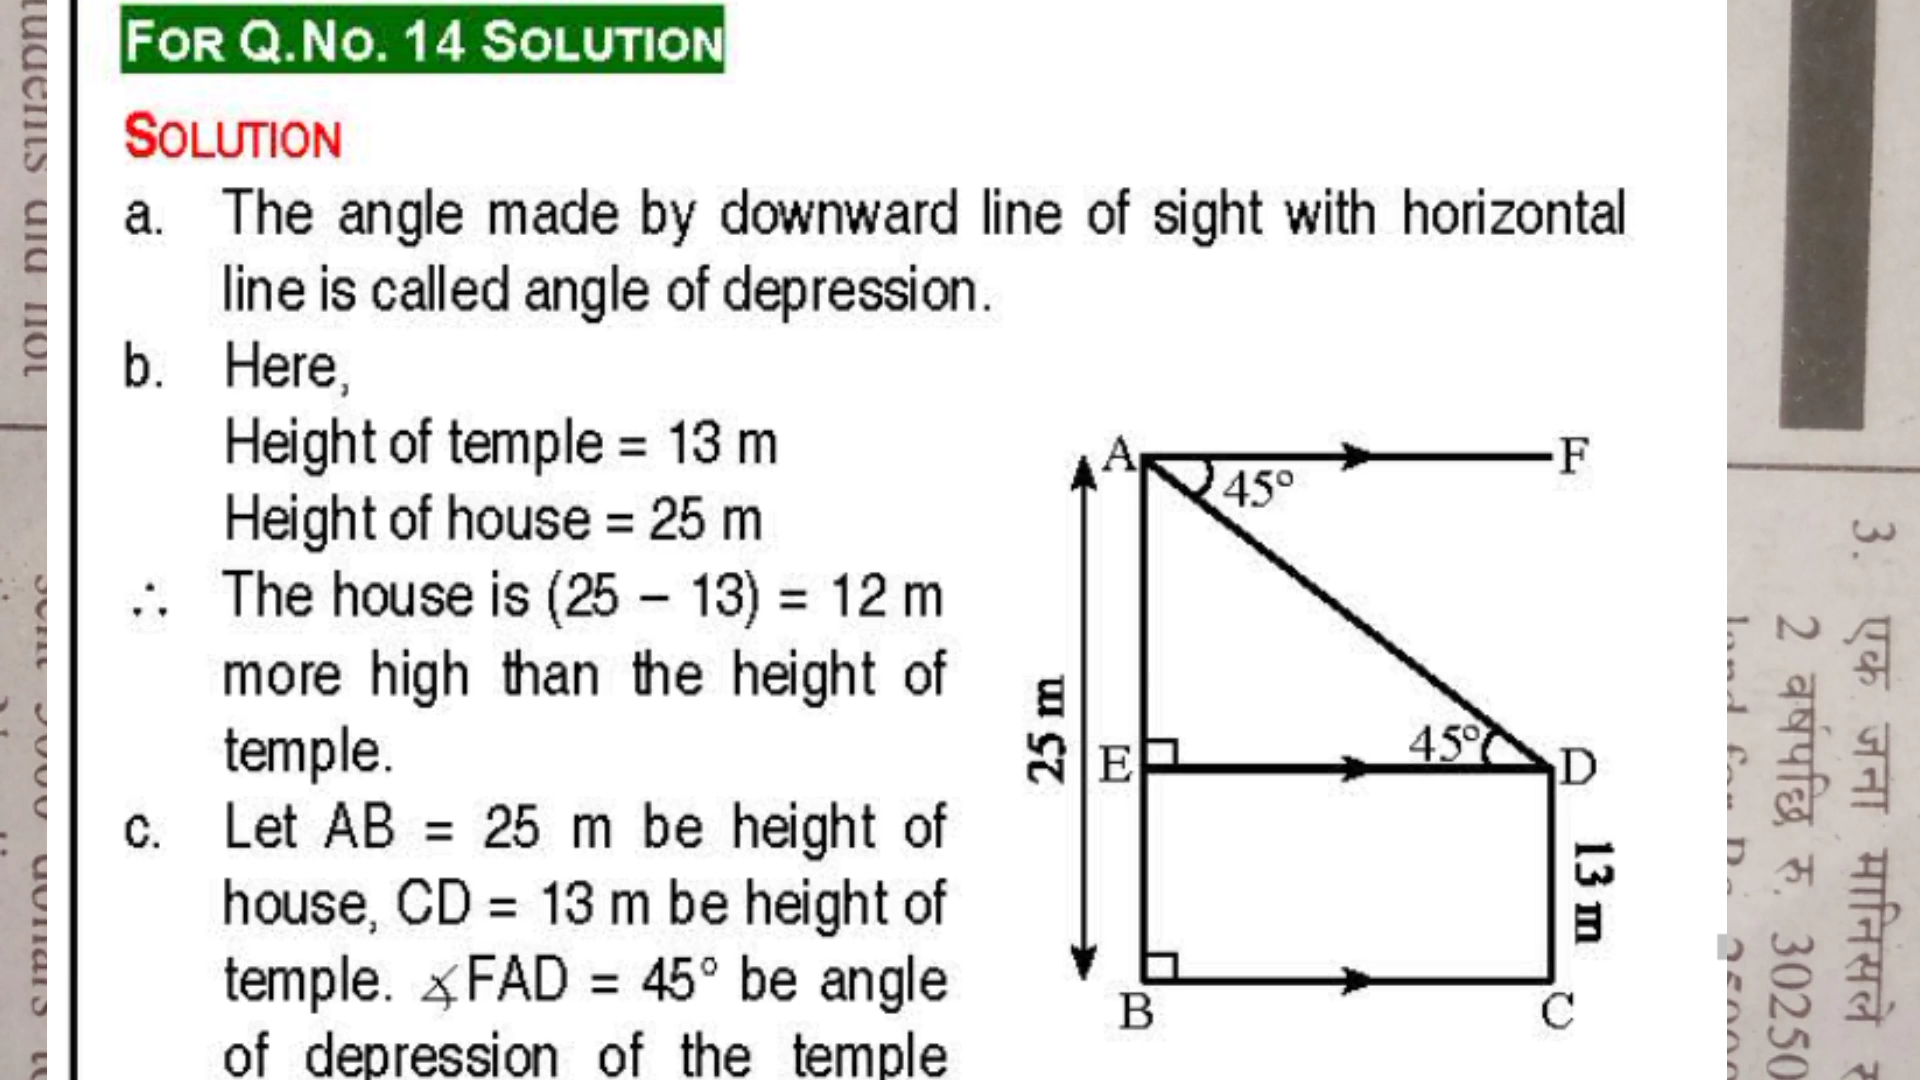 FOR Q.NO. 14 SOLUTION
SOLUTION
a. The angle made by downward line of sight with horizontal
line is called angle of depression.
b. Here,
Height of temple = 13 m
Height of house = 25 m
∴ The house is (25 – 13) = 12 m
more high than the height of
temple.
c. Let AB = 25 m be height of
house, CD = 13 m be height of
temple. ∡FAD = 45° be angle
of depression of the temple
A
F
45°
25 m
E
45°
D
13 m
B
C
students and not
3. एक जना मानिसले
2 वर्षपछि रु. 302500